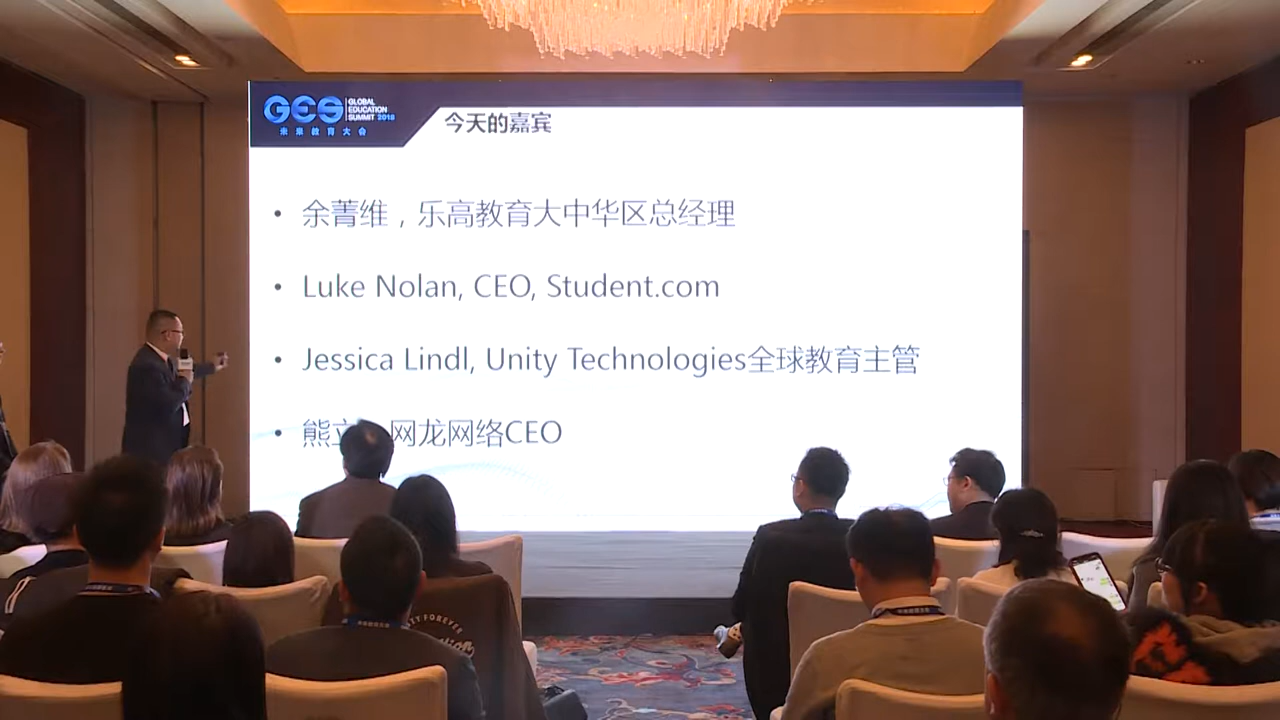 GES
GLOBAL
EDUCATION
SUMMIT 2018
未来教育大会
今天的嘉宾
• 余菁维，乐高教育大中华区总经理
• Luke Nolan, CEO, Student.com
• Jessica Lindl, Unity Technologies全球教育主管
• 熊立 网龙网络CEO
FOREVER